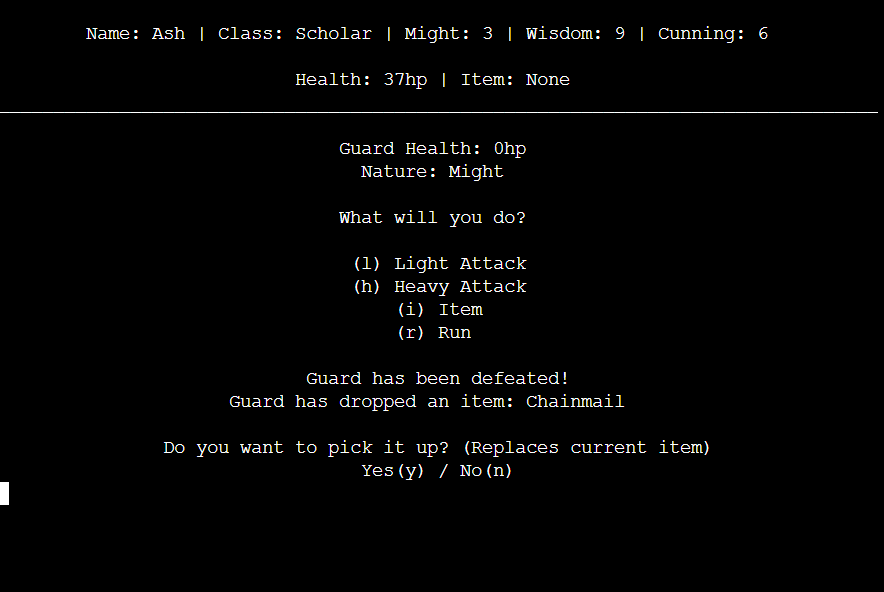 Name: Ash | Class: Scholar | Might: 3 | Wisdom: 9 | Cunning: 6
Health: 37hp | Item: None
Guard Health: 0hp
Nature: Might
What will you do?
(l) Light Attack
(h) Heavy Attack
(i) Item
(r) Run
Guard has been defeated!
Guard has dropped an item: Chainmail
Do you want to pick it up? (Replaces current item)
Yes(y) / No(n)